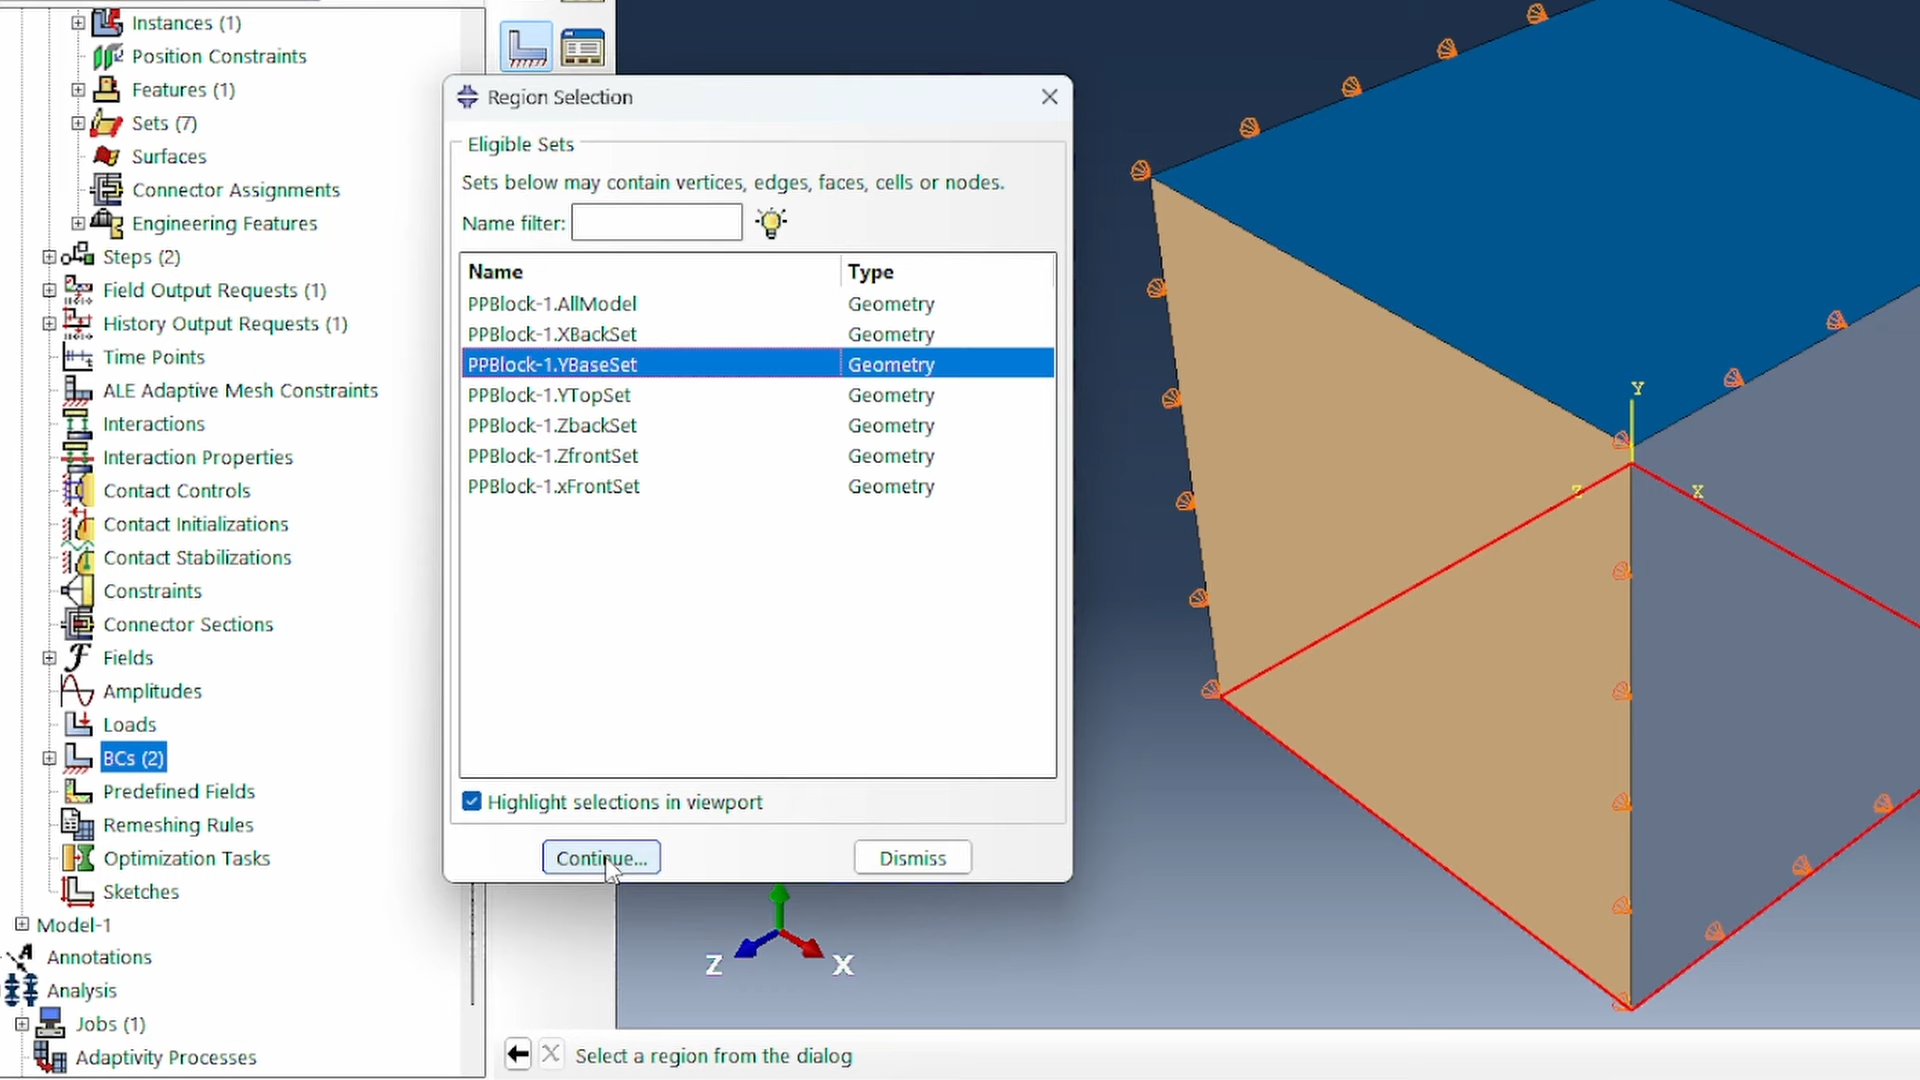 Instances (1)
Position Constraints
Features (1)
Sets (7)
Surfaces
Connector Assignments
Engineering Features
Steps (2)
Field Output Requests (1)
History Output Requests (1)
Time Points
ALE Adaptive Mesh Constraints
Interactions
Interaction Properties
Contact Controls
Contact Initializations
Contact Stabilizations
Constraints
Connector Sections
Fields
Amplitudes
Loads
BCs (2)
Predefined Fields
Remeshing Rules
Optimization Tasks
Sketches
Model-1
Annotations
Analysis
Jobs (1)
Adaptivity Processes
Region Selection
Eligible Sets
Sets below may contain vertices, edges, faces, cells or nodes.
Name filter:
Name Type
PPBlock-1.AllModel Geometry
PPBlock-1.XBackSet Geometry
PPBlock-1.YBaseSet Geometry
PPBlock-1.YTopSet Geometry
PPBlock-1.ZbackSet Geometry
PPBlock-1.ZfrontSet Geometry
PPBlock-1.xFrontSet Geometry
Highlight selections in viewport
Continue... Dismiss
Y
Z X
Z X
Select a region from the dialog